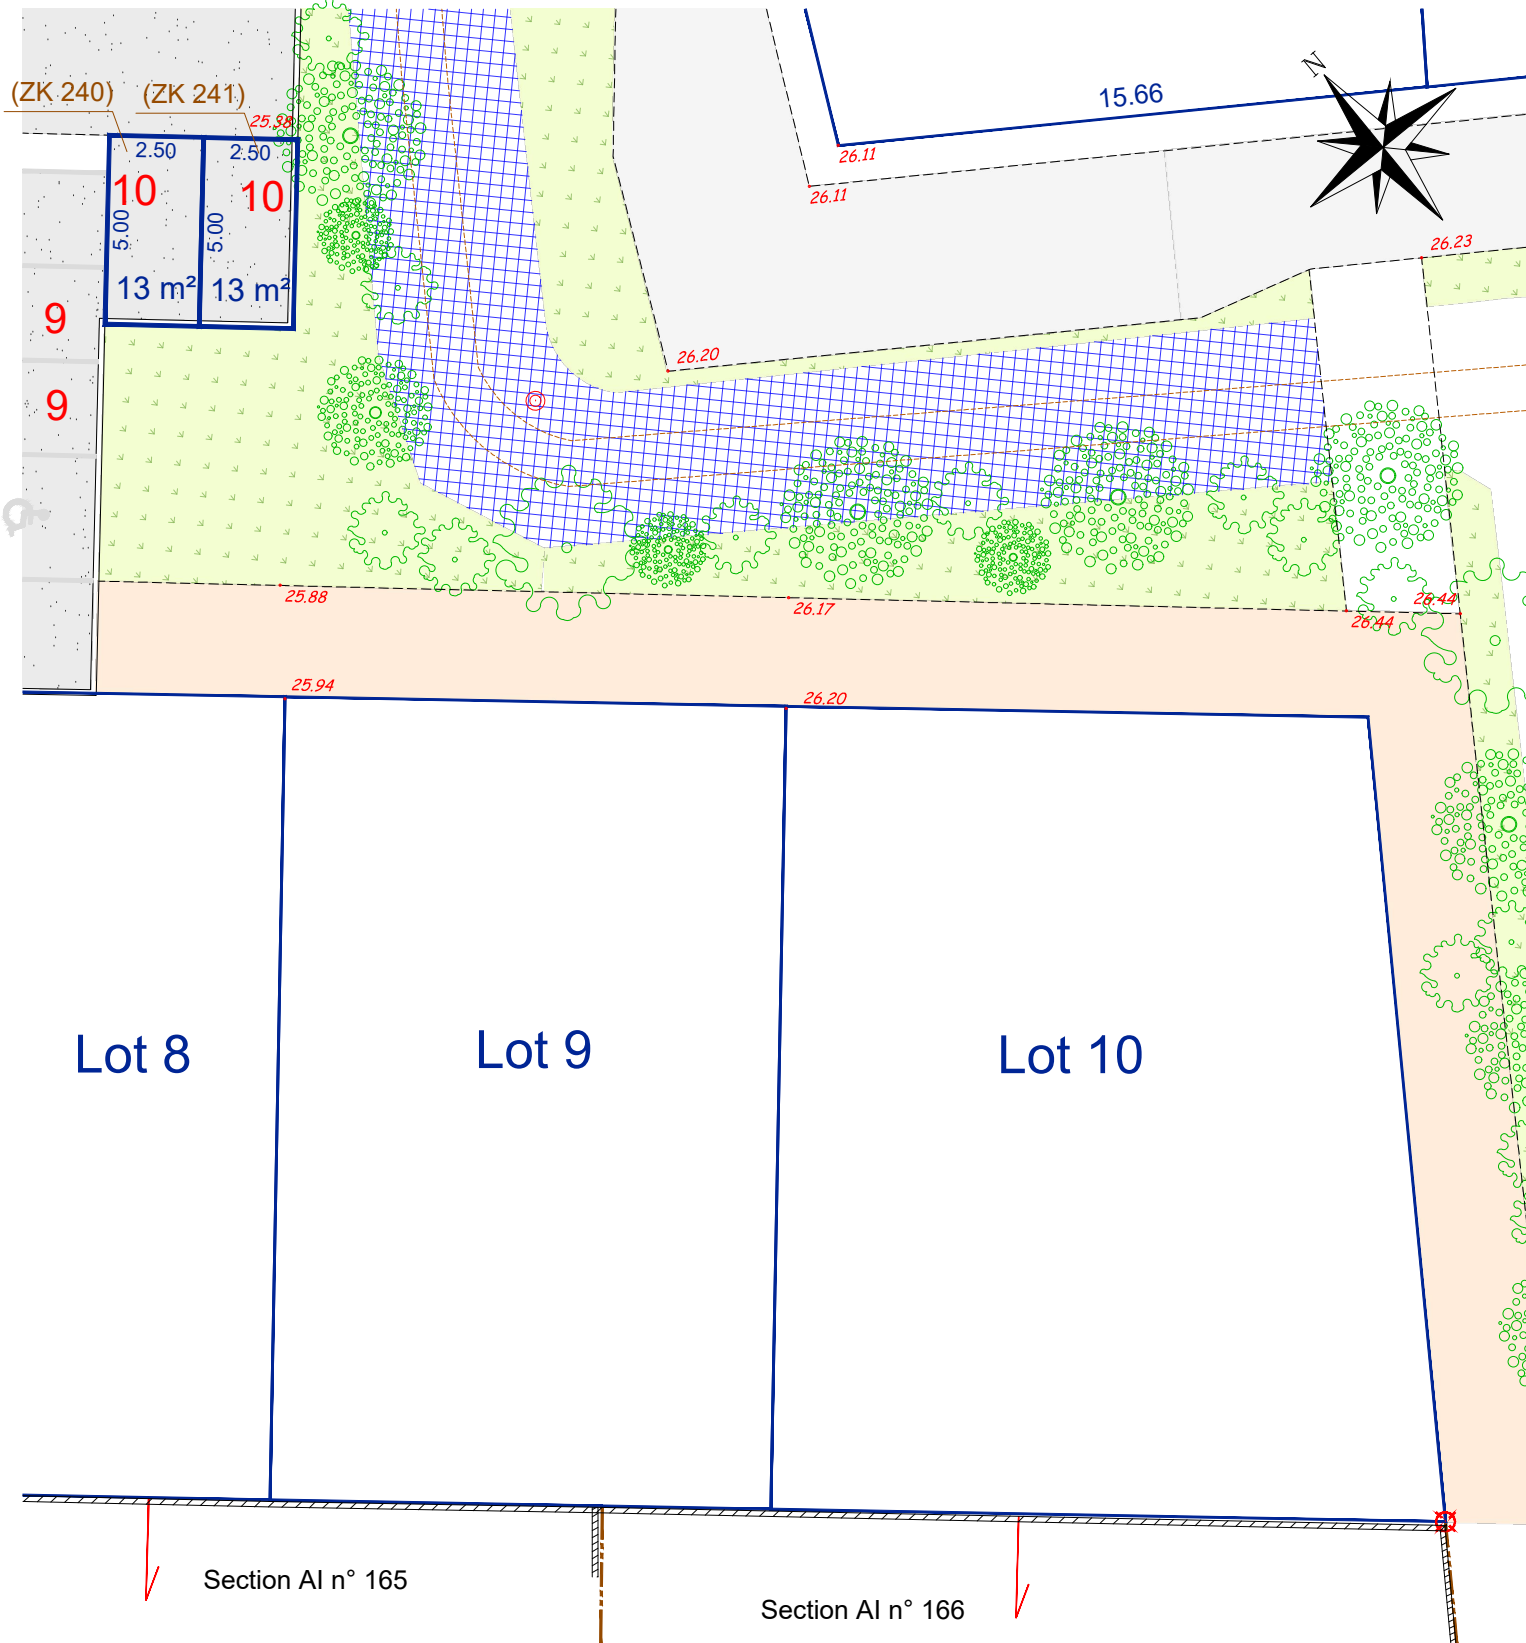 N
15.66
(ZK 240)
(ZK 241)
25.38
2.50
2.50
26.11
10
10
26.11
5.00
5.00
26.23
13 m²
13 m²
9
26.20
9
25.88
26.17
26.44
26.44
25.94
26.20
Lot 8
Lot 9
Lot 10
Section AI n° 165
Section AI n° 166